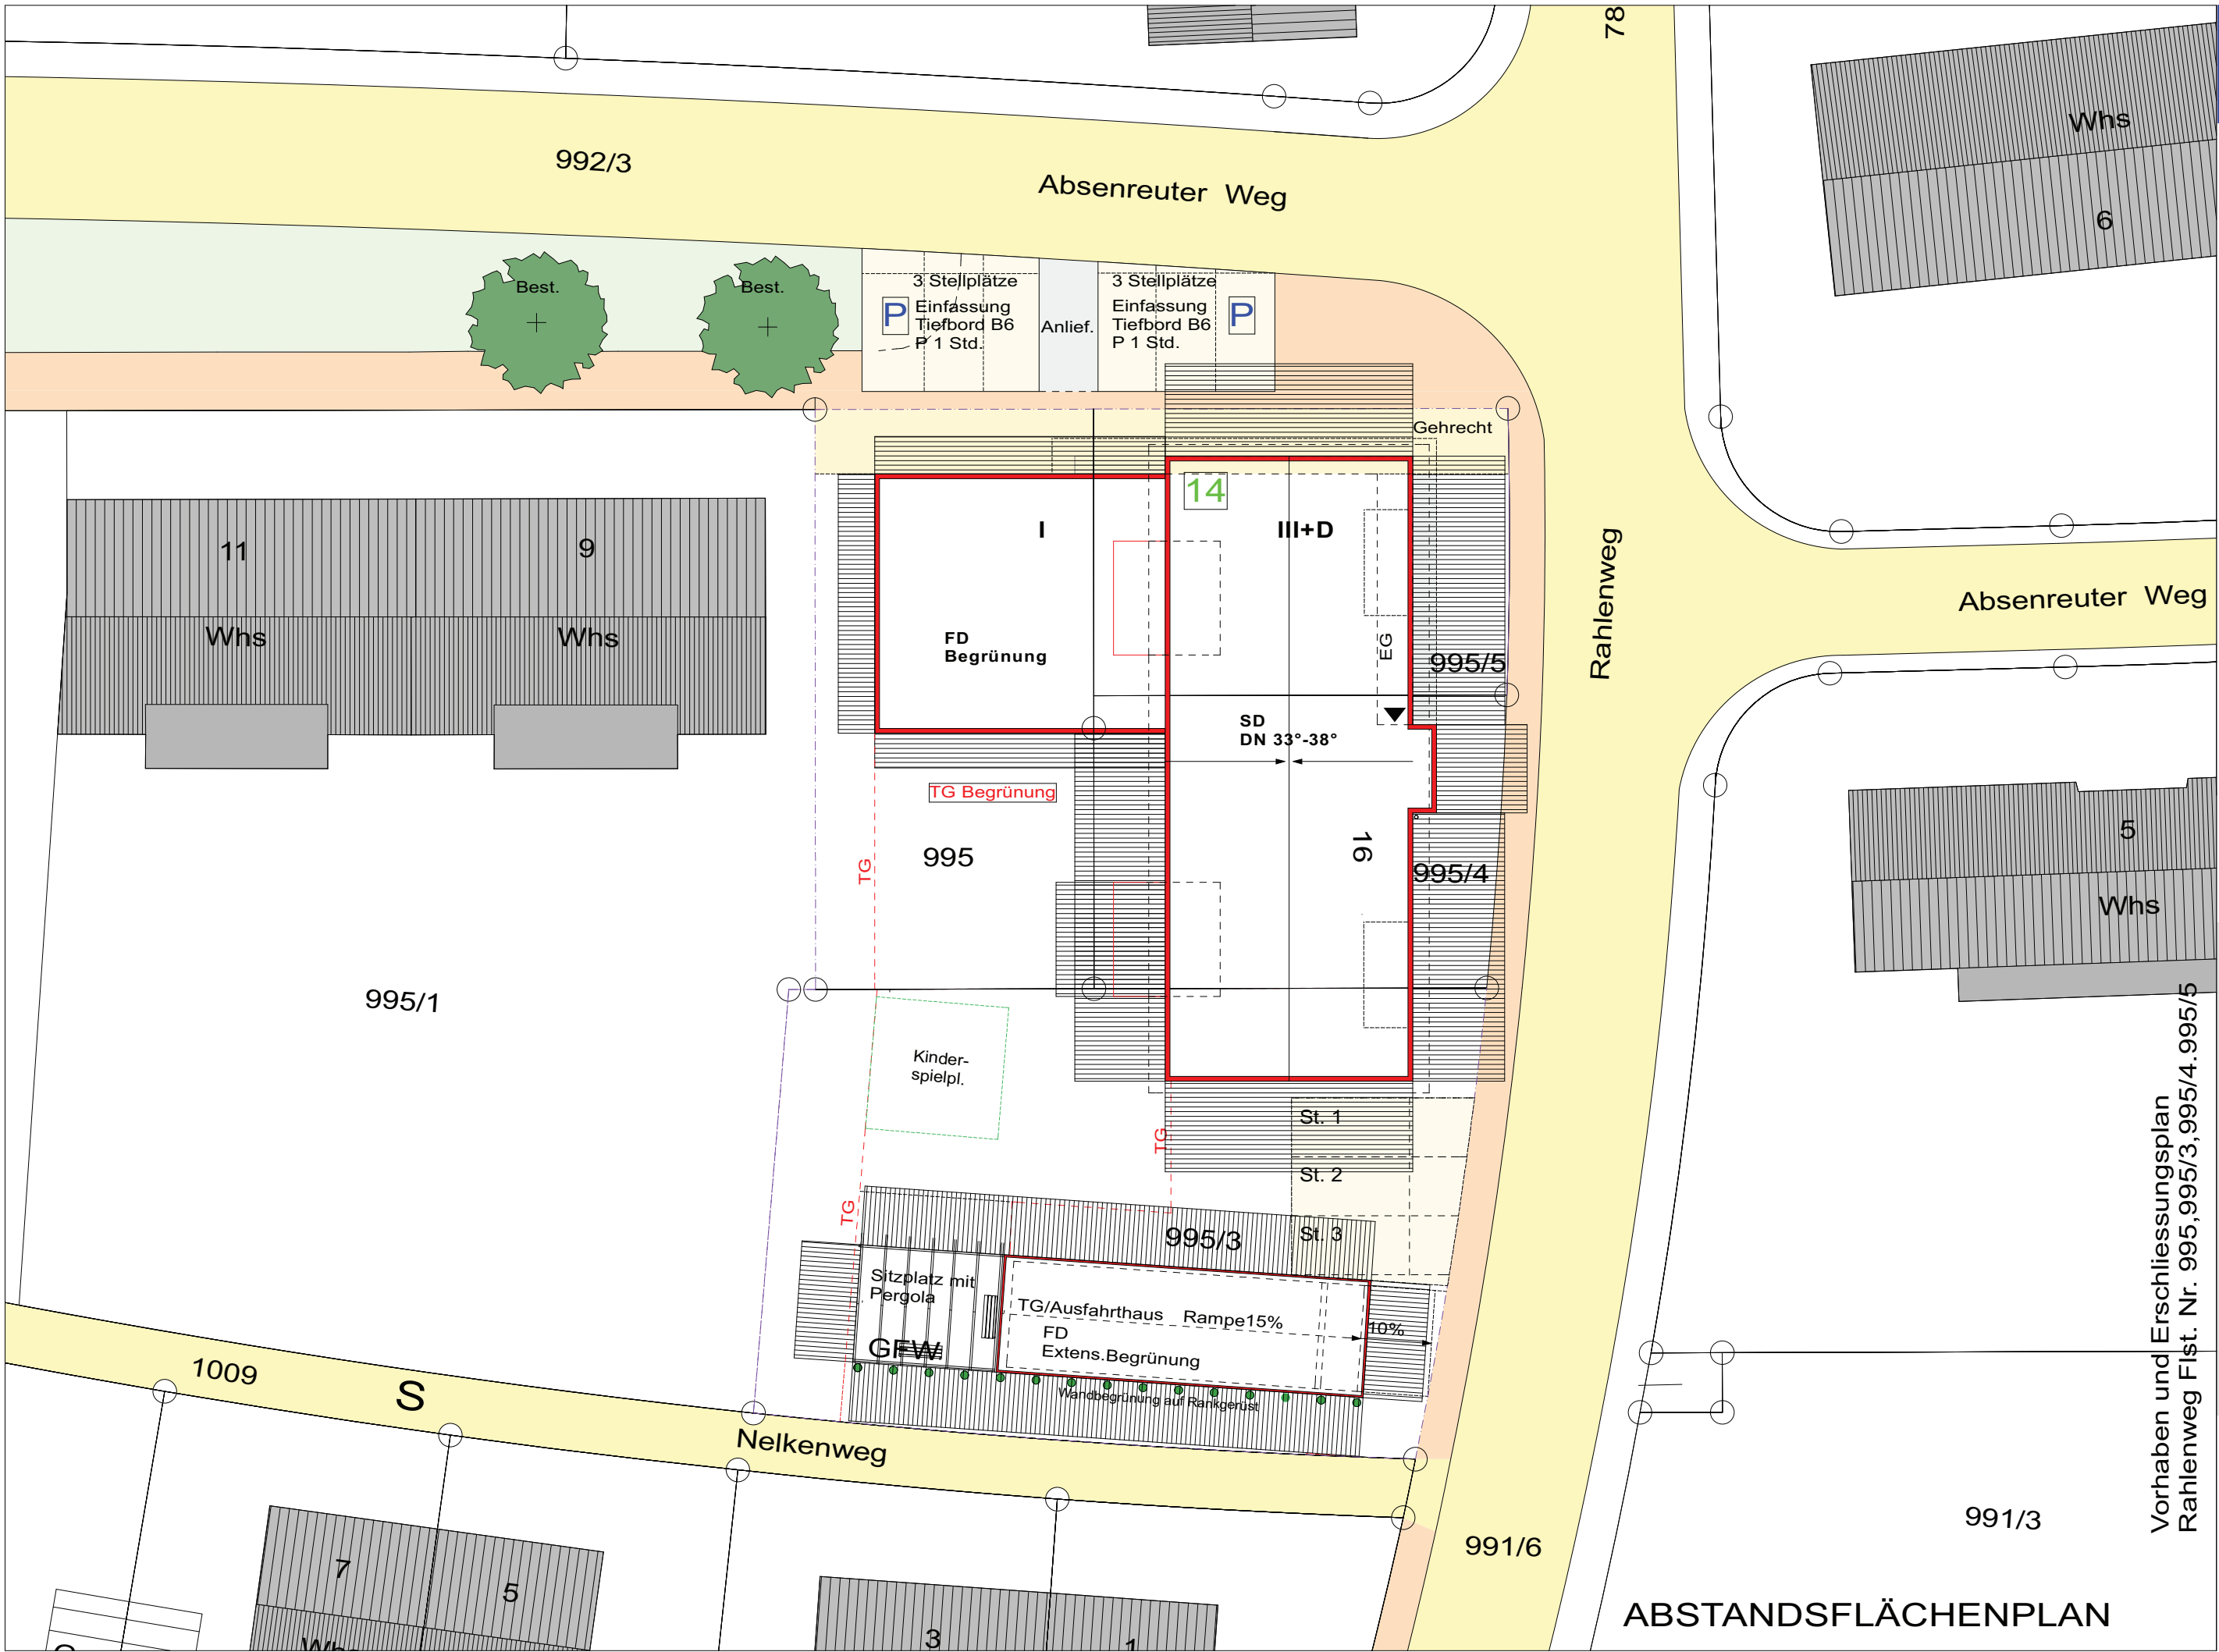 78
Whs
6
992/3
Absenreuter Weg
Best.
Best.
3 Stellplätze
P
Einfassung
Tiefbord B6
P 1 Std.
Anlief.
3 Stellplätze
Einfassung
Tiefbord B6
P 1 Std.
P
Gehrecht
14
I
III+D
11
9
Whs
Whs
FD
Begrünung
EG
995/5
Rahlenweg
Absenreuter Weg
SD
DN 33°-38°
TG Begrünung
995
TG
16
995/4
5
Whs
995/1
Kinder-
spielpl.
St. 1
TG
St. 2
TG
995/3
St. 3
Sitzplatz mit
Pergola
TG/Ausfahrthaus Rampe15%
10%
GFW
FD
Extens.Begrünung
Wandbegrünung auf Rankgerüst
1009
S
Nelkenweg
7
5
3
1
991/6
991/3
Vorhaben und Erschliessungsplan
Rahlenweg Flst. Nr. 995,995/3,995/4.995/5
ABSTANDSFLÄCHENPLAN